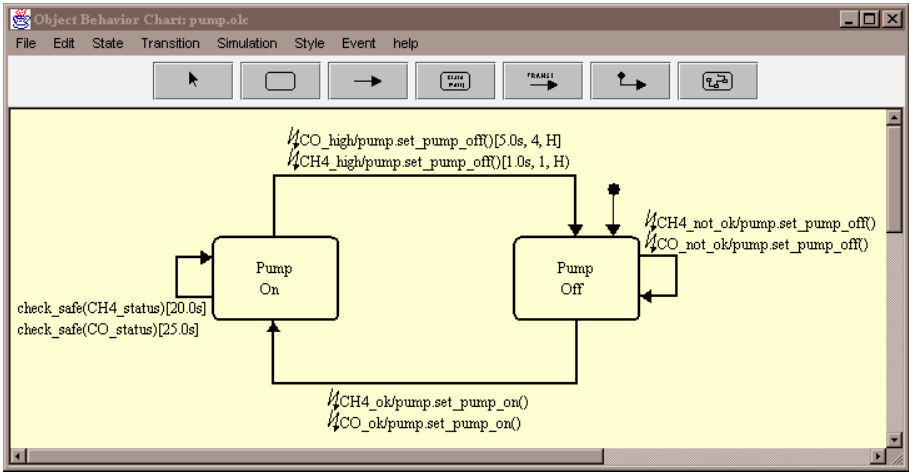 Object Behavior Chart: pump.olc
File Edit State Transition Simulation Style Event help
TRANSI
CO_high/pump.set_pump_off()[5.0s, 4, H]
CH4_high/pump.set_pump_off()[1.0s, 1, H)
CH4_not_ok/pump.set_pump_off()
CO_not_ok/pump.set_pump_off()
Pump
On
Pump
Off
check_safe(CH4_status)[20.0s]
check_safe(CO_status)[25.0s]
CH4_ok/pump.set_pump_on()
CO_ok/pump.set_pump_on()